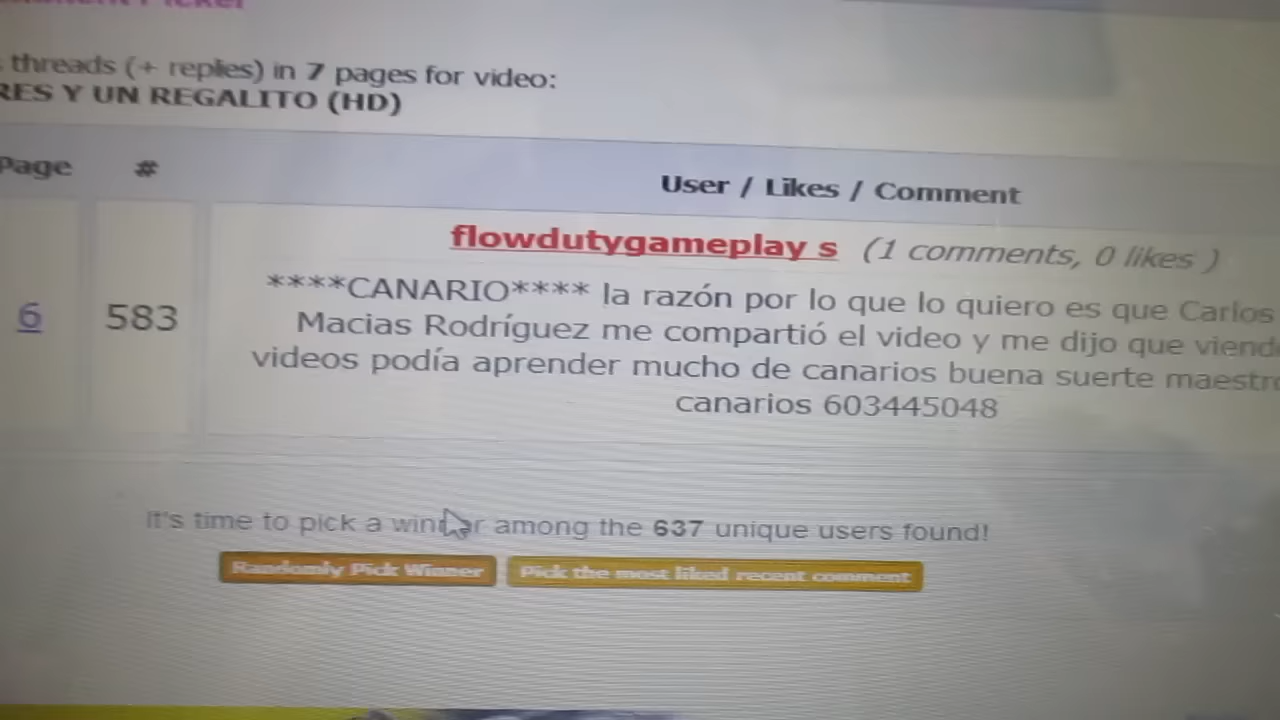 threads (+ replies) in 7 pages for video:
RES Y UN REGALITO (HD)
Page # User / Likes / Comment
flowdutygameplay s (1 comments, 0 likes )
6 583
****CANARIO**** la razón por lo que lo quiero es que Carlos
Macias Rodríguez me compartió el video y me dijo que viend
videos podía aprender mucho de canarios buena suerte maestr
canarios 603445048
It's time to pick a winner among the 637 unique users found!
Randomly Pick Winner Pick the most liked recent comment